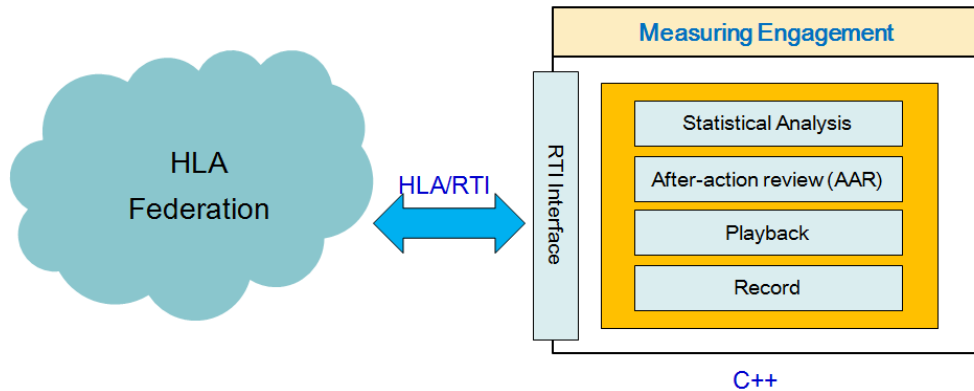 Measuring Engagement
HLA
Federation
HLA/RTI
RTI Interface
Statistical Analysis
After-action review (AAR)
Playback
Record
C++